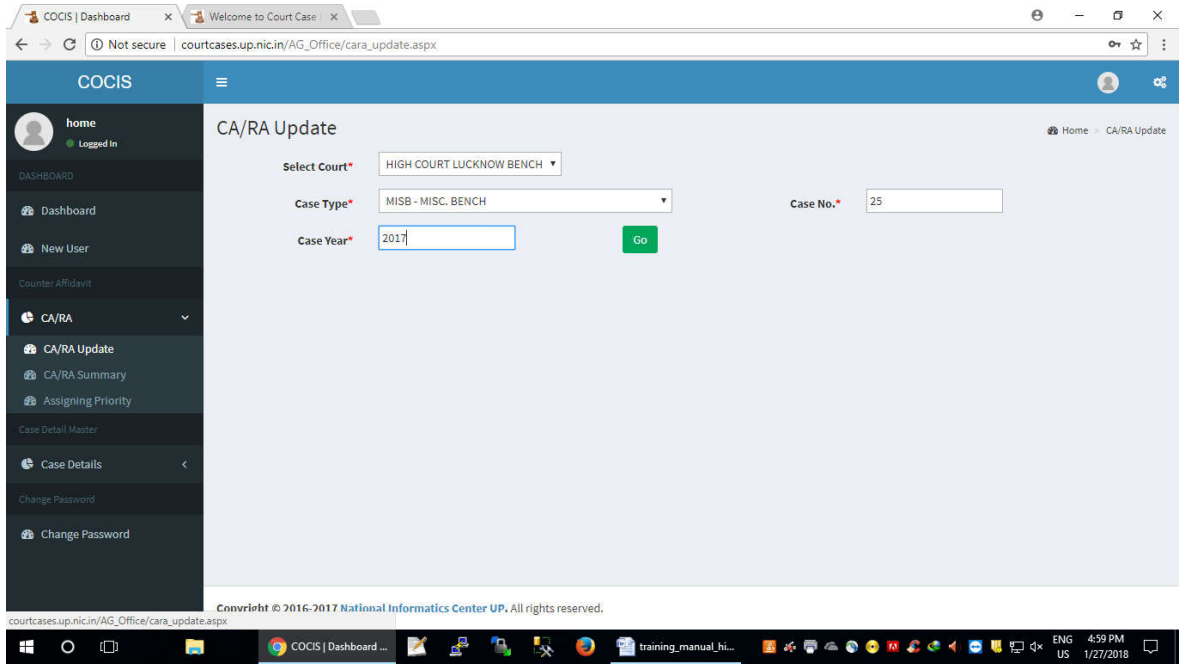 COCIS | Dashboard
Welcome to Court Case
Not secure
courtcases.up.nic.in/AG_Office/cara_update.aspx
COCIS
home
Logged In
DASHBOARD
Dashboard
New User
Counter Affidavit
CA/RA
CA/RA Update
CA/RA Summary
Assigning Priority
Case Detail Master
Case Details
Change Password
Change Password
CA/RA Update
Home > CA/RA Update
Select Court*
HIGH COURT LUCKNOW BENCH
Case Type*
MISB - MISC. BENCH
Case No.*
25
Case Year*
2017
Go
Copyright © 2016-2017 National Informatics Center UP. All rights reserved.
courtcases.up.nic.in/AG_Office/cara_update.aspx
COCIS | Dashboard ...
training_manual_hi...
ENG
US
4:59 PM
1/27/2018